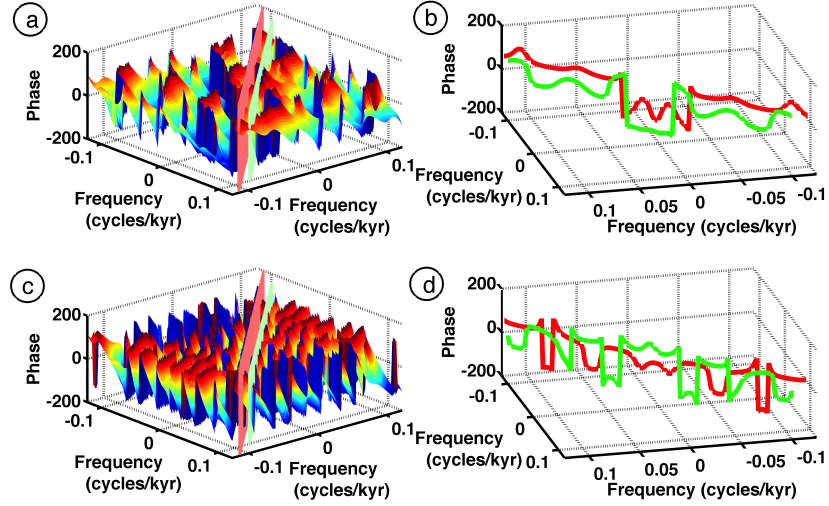 a
200
0
-200
Phase
-0.1
0
0.1
Frequency
(cycles/kyr)
-0.1
0
0.1
Frequency
(cycles/kyr)
b
200
0
-200
Phase
-0.1
0
0.1
Frequency
(cycles/kyr)
0.1
0.05
0
-0.05
-0.1
Frequency (cycles/kyr)
c
200
0
-200
Phase
-0.1
0
0.1
Frequency
(cycles/kyr)
-0.1
0
0.1
Frequency
(cycles/kyr)
d
200
0
-200
Phase
-0.1
0
0.1
Frequency
(cycles/kyr)
0.1
0.05
0
-0.05
-0.1
Frequency (cycles/kyr)